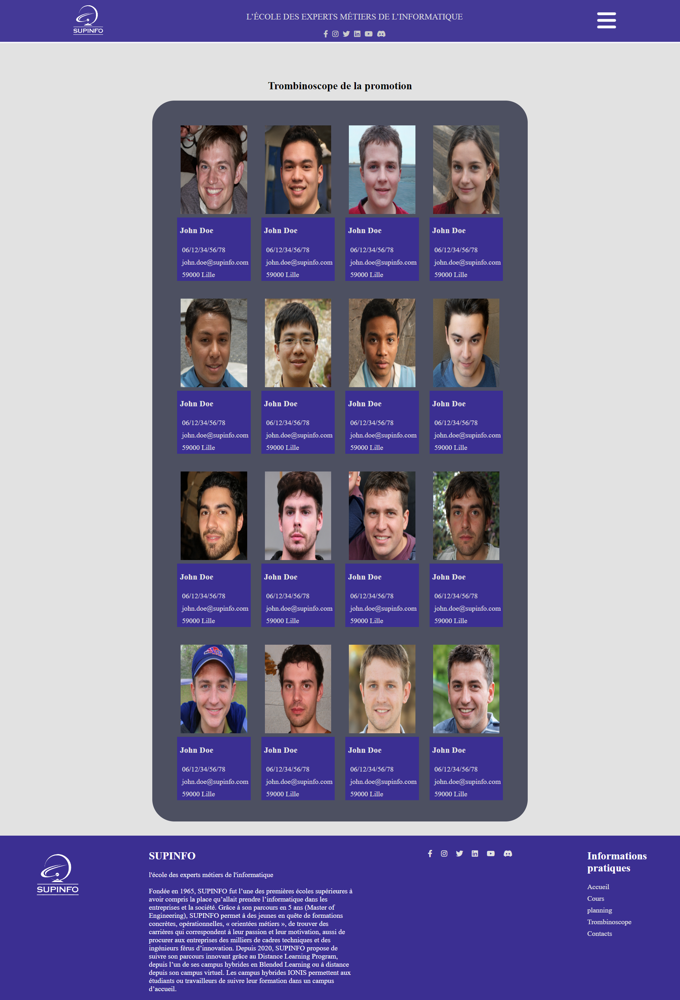 SUPINFO
L’ÉCOLE DES EXPERTS MÉTIERS DE L’INFORMATIQUE
Trombinoscope de la promotion
John Doe
06/12/34/56/78
john.doe@supinfo.com
59000 Lille
John Doe
06/12/34/56/78
john.doe@supinfo.com
59000 Lille
John Doe
06/12/34/56/78
john.doe@supinfo.com
59000 Lille
John Doe
06/12/34/56/78
john.doe@supinfo.com
59000 Lille
John Doe
06/12/34/56/78
john.doe@supinfo.com
59000 Lille
John Doe
06/12/34/56/78
john.doe@supinfo.com
59000 Lille
John Doe
06/12/34/56/78
john.doe@supinfo.com
59000 Lille
John Doe
06/12/34/56/78
john.doe@supinfo.com
59000 Lille
John Doe
06/12/34/56/78
john.doe@supinfo.com
59000 Lille
John Doe
06/12/34/56/78
john.doe@supinfo.com
59000 Lille
John Doe
06/12/34/56/78
john.doe@supinfo.com
59000 Lille
John Doe
06/12/34/56/78
john.doe@supinfo.com
59000 Lille
John Doe
06/12/34/56/78
john.doe@supinfo.com
59000 Lille
John Doe
06/12/34/56/78
john.doe@supinfo.com
59000 Lille
John Doe
06/12/34/56/78
john.doe@supinfo.com
59000 Lille
John Doe
06/12/34/56/78
john.doe@supinfo.com
59000 Lille
SUPINFO
SUPINFO
l'école des experts métiers de l'informatique
Fondée en 1965, SUPINFO fut l’une des premières écoles supérieures à
avoir compris la place qu’allait prendre l’informatique dans les
entreprises et la société. Grâce à son parcours en 5 ans (Master of
Engineering), SUPINFO permet à des jeunes en quête de formations
concrètes, opérationnelles, « orientées métiers », de trouver des
carrières qui correspondent à leur passion et leur motivation, aussi de
procurer aux entreprises des milliers de cadres techniques et des
ingénieurs férus d’innovation. Depuis 2020, SUPINFO propose de
suivre son parcours innovant grâce au Distance Learning Program,
depuis l’un de ses campus hybrides en Blended Learning ou à distance
depuis son campus virtuel. Les campus hybrides IONIS permettent aux
étudiants ou travailleurs de suivre leur formation dans un campus
d’accueil.
Informations
pratiques
Accueil
Cours
planning
Trombinoscope
Contacts